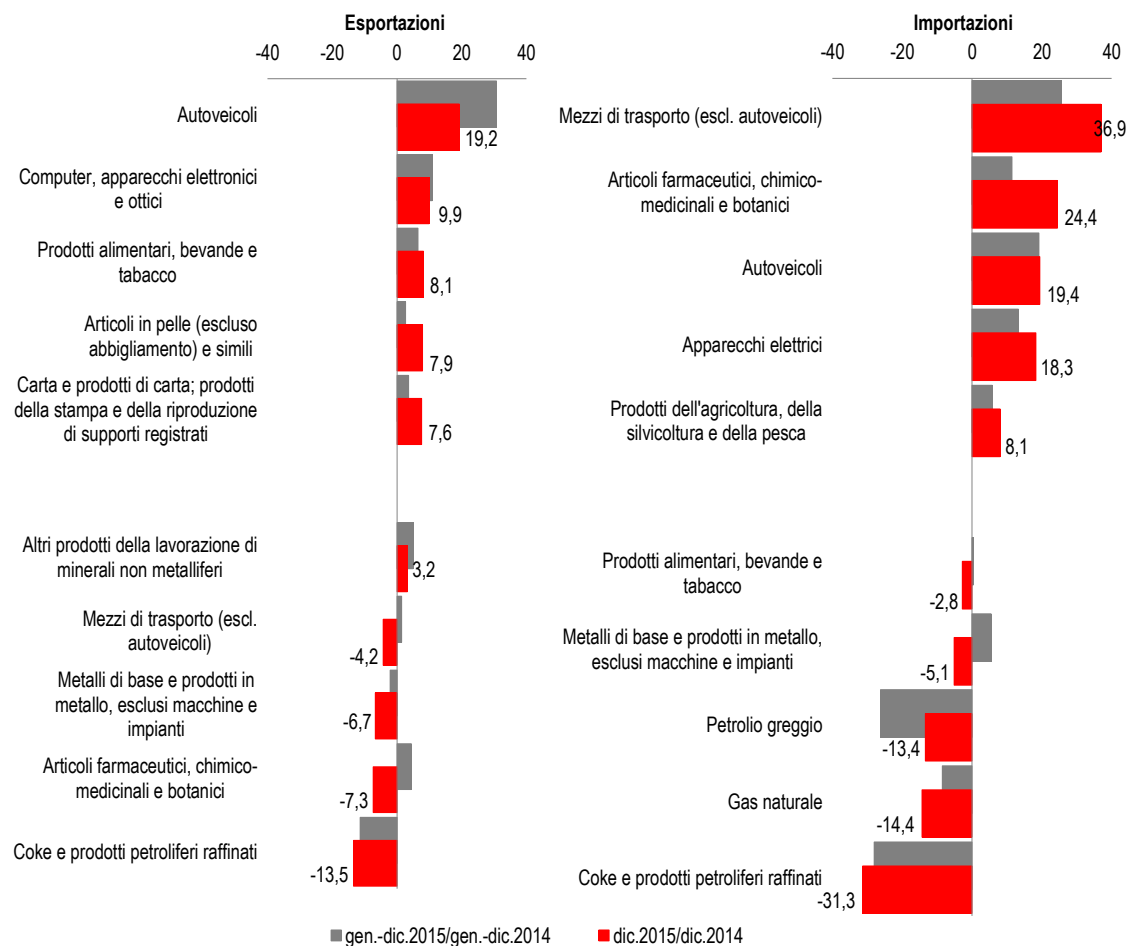 Esportazioni
-40
-20
0
20
40
Autoveicoli
19,2
Computer, apparecchi elettronici
e ottici
9,9
Prodotti alimentari, bevande e
tabacco
8,1
Articoli in pelle (escluso
abbigliamento) e simili
7,9
Carta e prodotti di carta; prodotti
della stampa e della riproduzione
di supporti registrati
7,6
Altri prodotti della lavorazione di
minerali non metalliferi
3,2
Mezzi di trasporto (escl.
autoveicoli)
-4,2
Metalli di base e prodotti in
metallo, esclusi macchine e
impianti
-6,7
Articoli farmaceutici, chimico-
medicinali e botanici
-7,3
Coke e prodotti petroliferi raffinati
-13,5
Importazioni
-40
-20
0
20
40
Mezzi di trasporto (escl. autoveicoli)
36,9
Articoli farmaceutici, chimico-
medicinali e botanici
24,4
Autoveicoli
19,4
Apparecchi elettrici
18,3
Prodotti dell'agricoltura, della
silvicoltura e della pesca
8,1
Prodotti alimentari, bevande e
tabacco
-2,8
Metalli di base e prodotti in metallo,
esclusi macchine e impianti
-5,1
Petrolio greggio
-13,4
Gas naturale
-14,4
Coke e prodotti petroliferi raffinati
-31,3
gen.-dic.2015/gen.-dic.2014
dic.2015/dic.2014